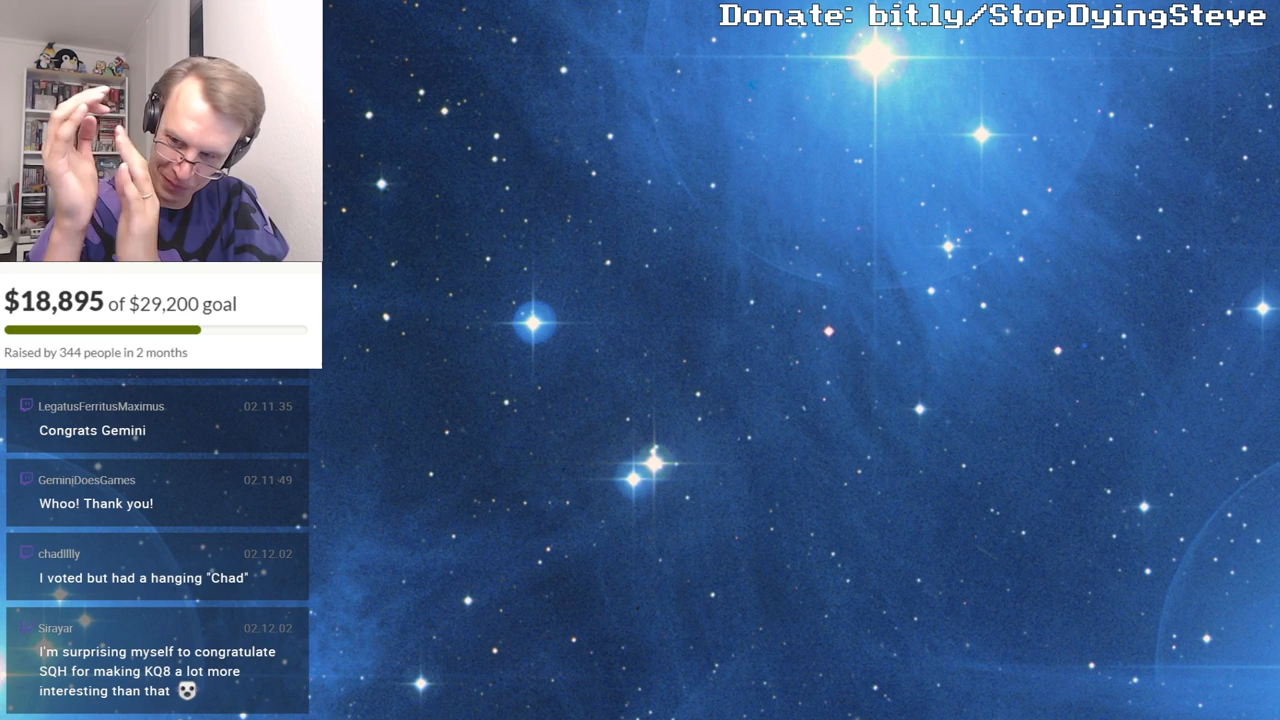 Donate: bit.ly/StopDyingSteve
$18,895 of $29,200 goal
Raised by 344 people in 2 months
LegatusFerritusMaximus 02.11.35
Congrats Gemini
GeminiDoesGames 02.11.49
Whoo! Thank you!
chadlllly 02.12.02
I voted but had a hanging "Chad"
Sirayar 02.12.02
I'm surprising myself to congratulate
SQH for making KQ8 a lot more
interesting than that